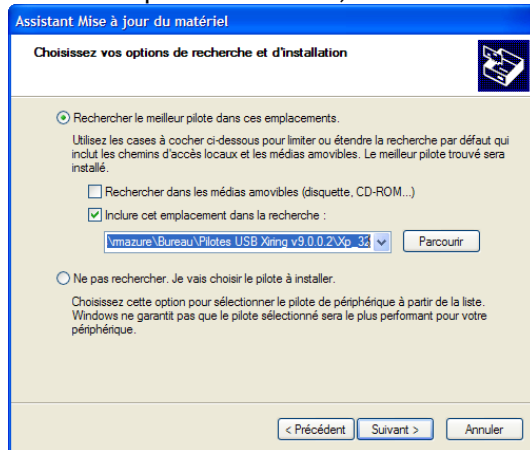 Assistant Mise à jour du matériel
Choisissez vos options de recherche et d'installation
Rechercher le meilleur pilote dans ces emplacements.
Utilisez les cases à cocher ci-dessous pour limiter ou étendre la recherche par défaut qui
inclut les chemins d'accès locaux et les médias amovibles. Le meilleur pilote trouvé sera
installé.
Rechercher dans les médias amovibles (disquette, CD-ROM...)
Inclure cet emplacement dans la recherche :
\mazure\Bureau\Pilotes USB Xiring v9.0.0.2\Xp_32
Parcourir
Ne pas rechercher. Je vais choisir le pilote à installer.
Choisissez cette option pour sélectionner le pilote de périphérique à partir de la liste.
Windows ne garantit pas que le pilote sélectionné sera le plus performant pour votre
périphérique.
< Précédent Suivant > Annuler